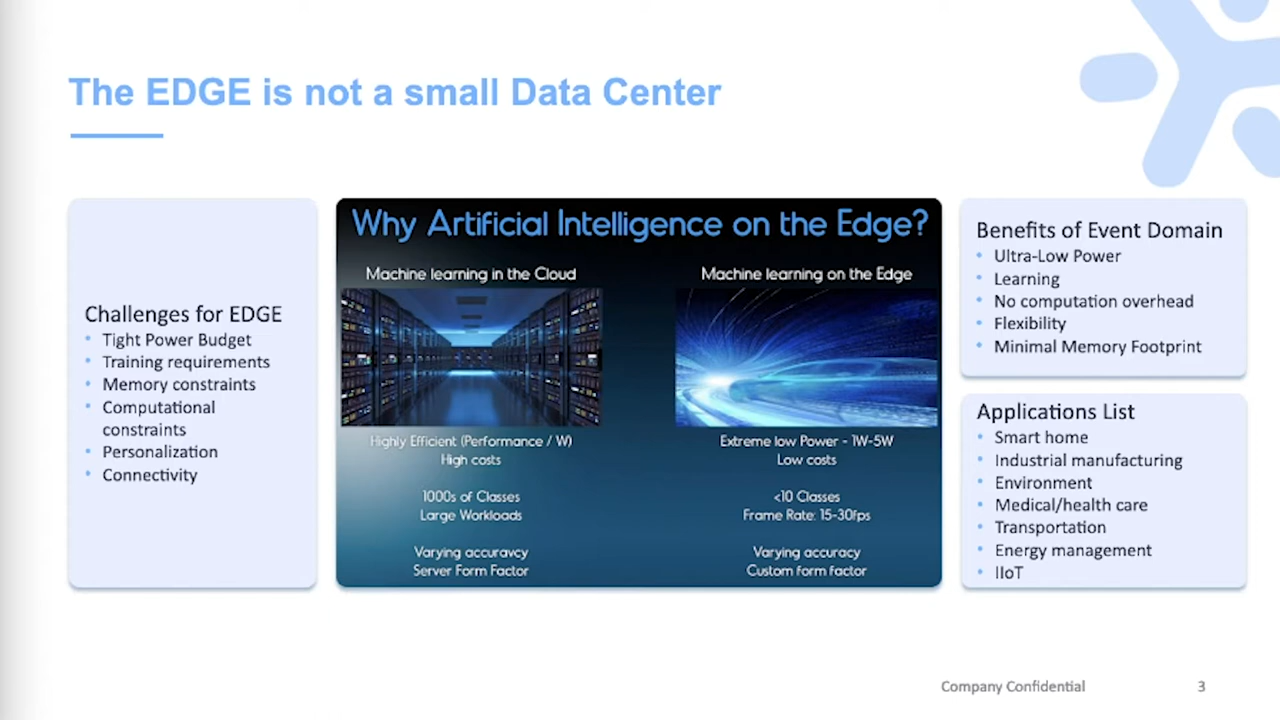 The EDGE is not a small Data Center
Challenges for EDGE
• Tight Power Budget
• Training requirements
• Memory constraints
• Computational
constraints
• Personalization
• Connectivity
Why Artificial Intelligence on the Edge?
Machine learning in the Cloud
Highly Efficient (Performance / W)
High costs
1000s of Classes
Large Workloads
Varying accuravcy
Server Form Factor
Machine learning on the Edge
Extreme low Power - 1W-5W
Low costs
<10 Classes
Frame Rate: 15-30fps
Varying accuracy
Custom form factor
Benefits of Event Domain
• Ultra-Low Power
• Learning
• No computation overhead
• Flexibility
• Minimal Memory Footprint
Applications List
• Smart home
• Industrial manufacturing
• Environment
• Medical/health care
• Transportation
• Energy management
• IIoT
Company Confidential
3